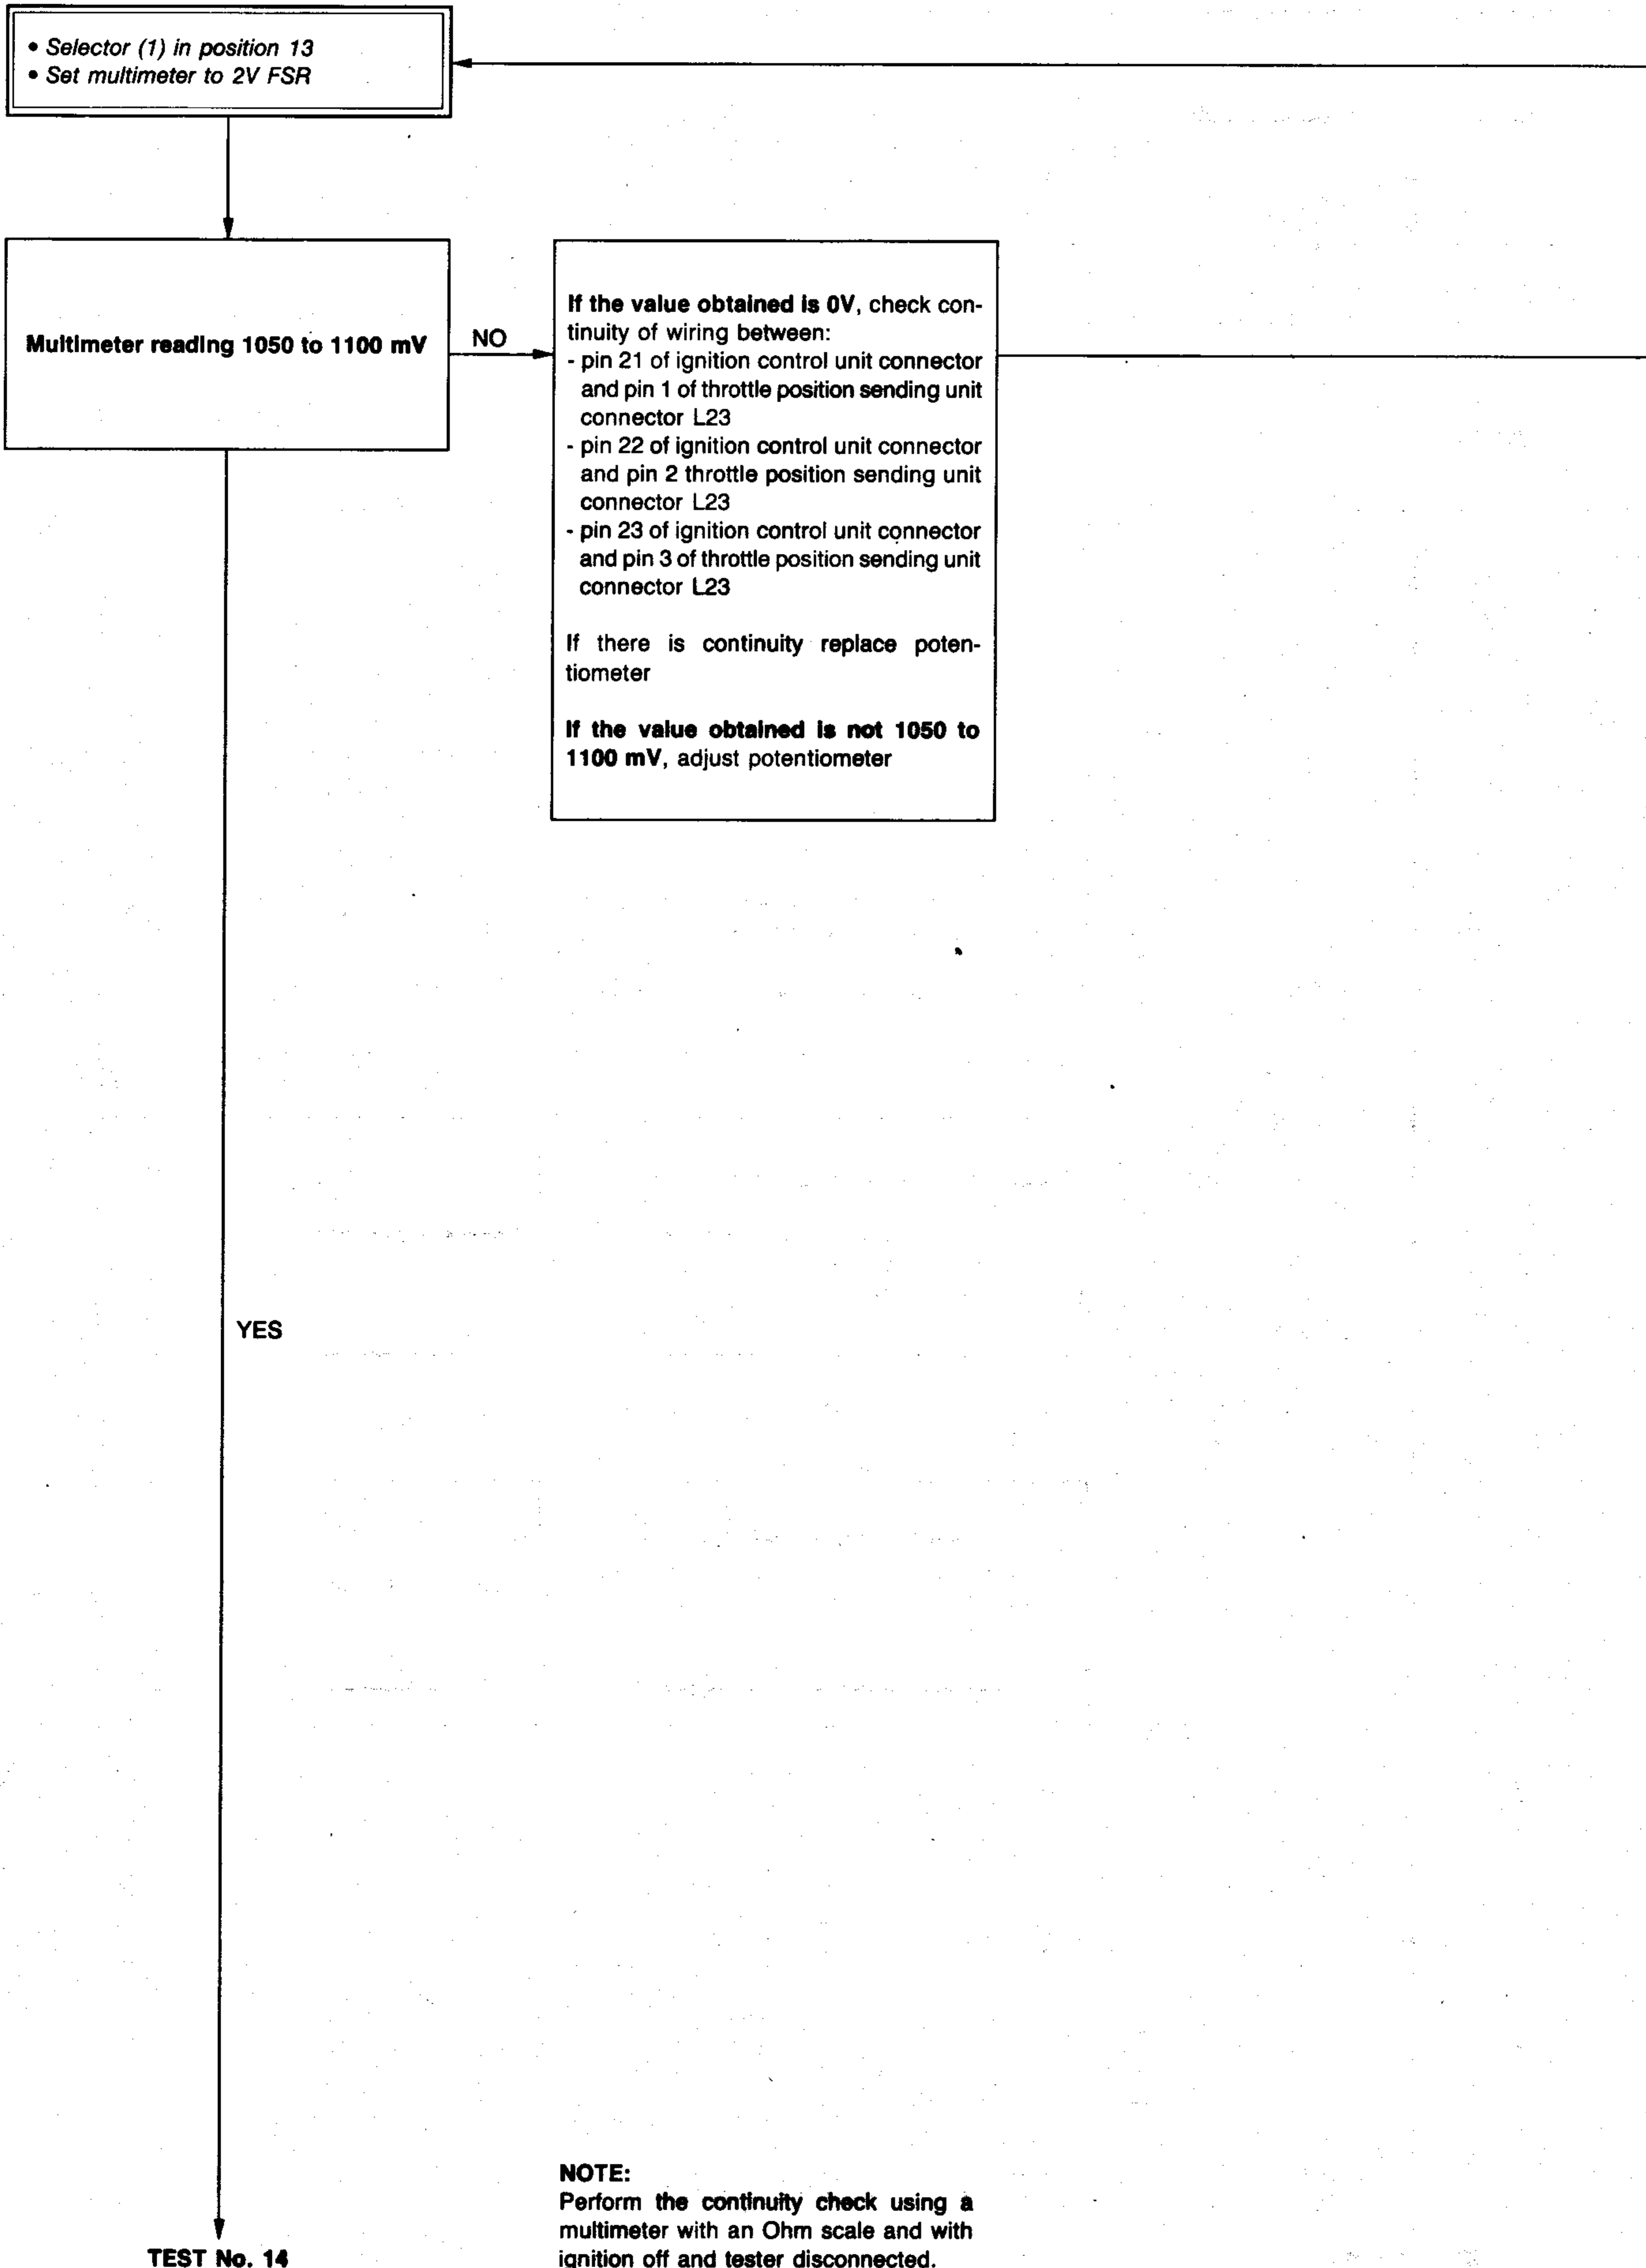 • Selector (1) in position 13
• Set multimeter to 2V FSR
Multimeter reading 1050 to 1100 mV
NO
If the value obtained is 0V, check con-
tinuity of wiring between:
- pin 21 of ignition control unit connector
and pin 1 of throttle position sending unit
connector L23
- pin 22 of ignition control unit connector
and pin 2 throttle position sending unit
connector L23
- pin 23 of ignition control unit connector
and pin 3 of throttle position sending unit
connector L23
If there is continuity replace poten-
tiometer
If the value obtained is not 1050 to
1100 mV, adjust potentiometer
YES
NOTE:
Perform the continuity check using a
multimeter with an Ohm scale and with
ignition off and tester disconnected.
TEST No. 14